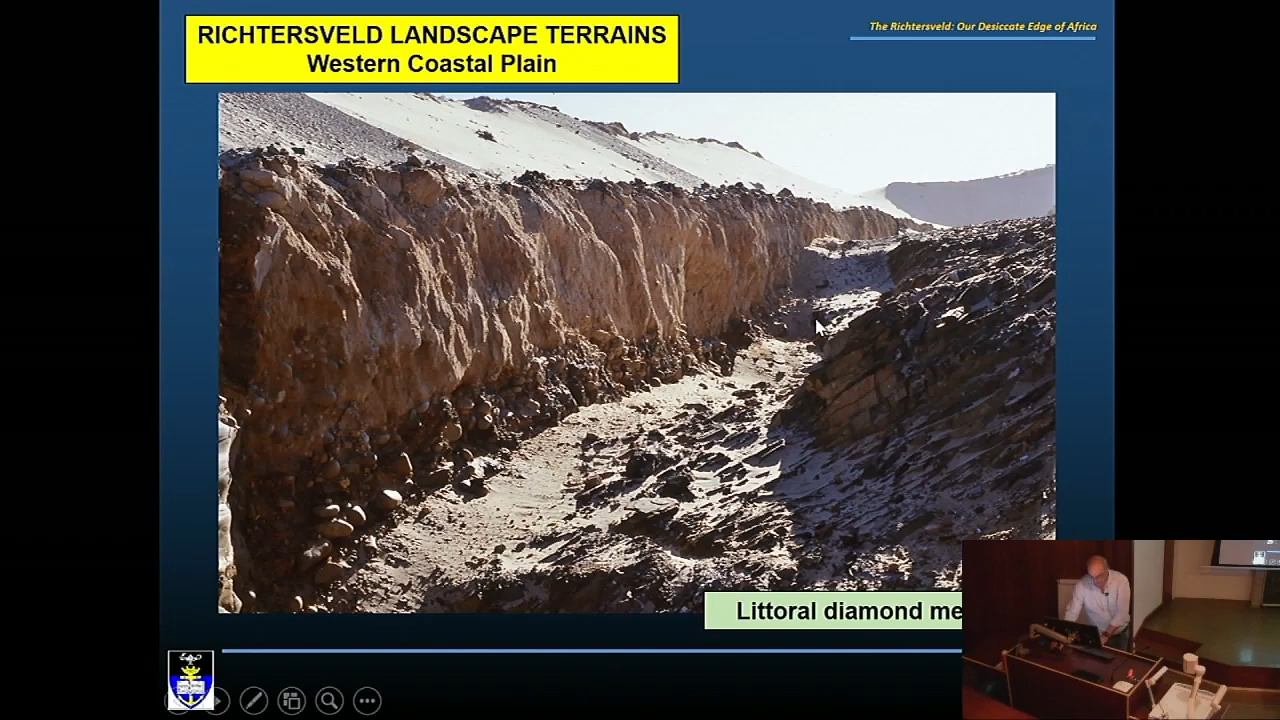 RICHTERSVELD LANDSCAPE TERRAINS
Western Coastal Plain
The Richtersveld: Our Desiccate Edge of Africa
Littoral diamond me